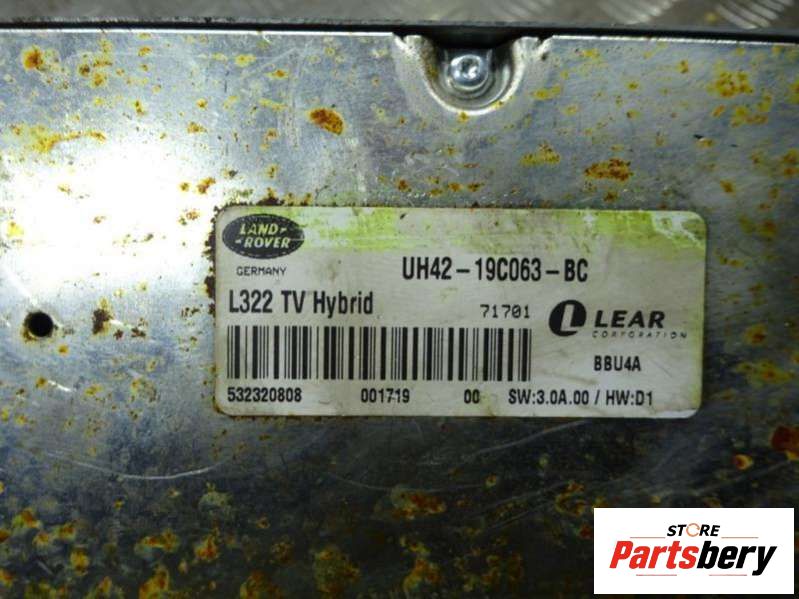 LAND-
-ROVER
GERMANY
UH42-19C063-BC
L322 TV Hybrid
71701
LEAR
CORPORATION
BBU4A
532320808 001719 00 SW:3.0A.00 / HW:D1
STORE
Partsbery